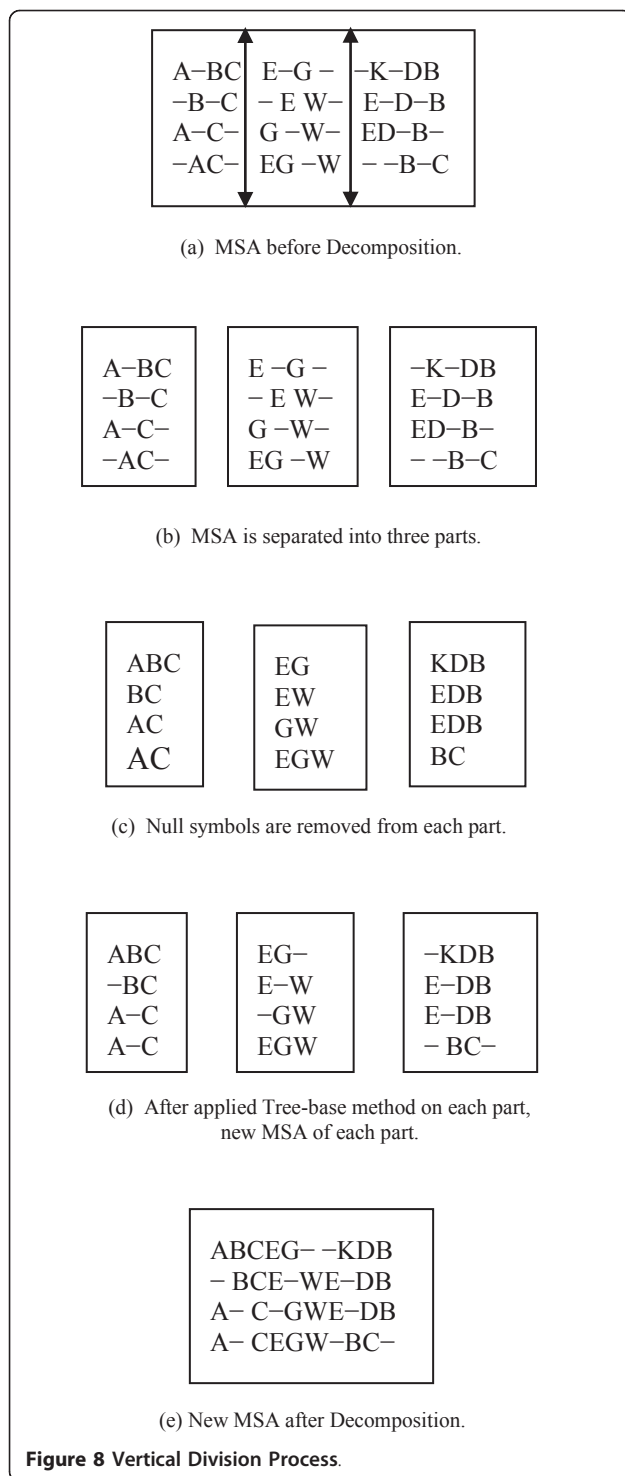 A–BC E–G – –K–DB
–B–C – E W– E–D–B
A–C– G –W– ED–B–
–AC– EG –W – –B–C
(a) MSA before Decomposition.
A–BC E –G – –K–DB
–B–C – E W– E–D–B
A–C– G –W– ED–B–
–AC– EG –W – –B–C
(b) MSA is separated into three parts.
ABC EG KDB
BC EW EDB
AC GW EDB
AC EGW BC
(c) Null symbols are removed from each part.
ABC EG– –KDB
–BC E–W E–DB
A–C –GW E–DB
A–C EGW – BC–
(d) After applied Tree-base method on each part,
new MSA of each part.
ABCEG– –KDB
– BCE–WE–DB
A– C–GWE–DB
A– CEGW–BC–
(e) New MSA after Decomposition.
Figure 8 Vertical Division Process.